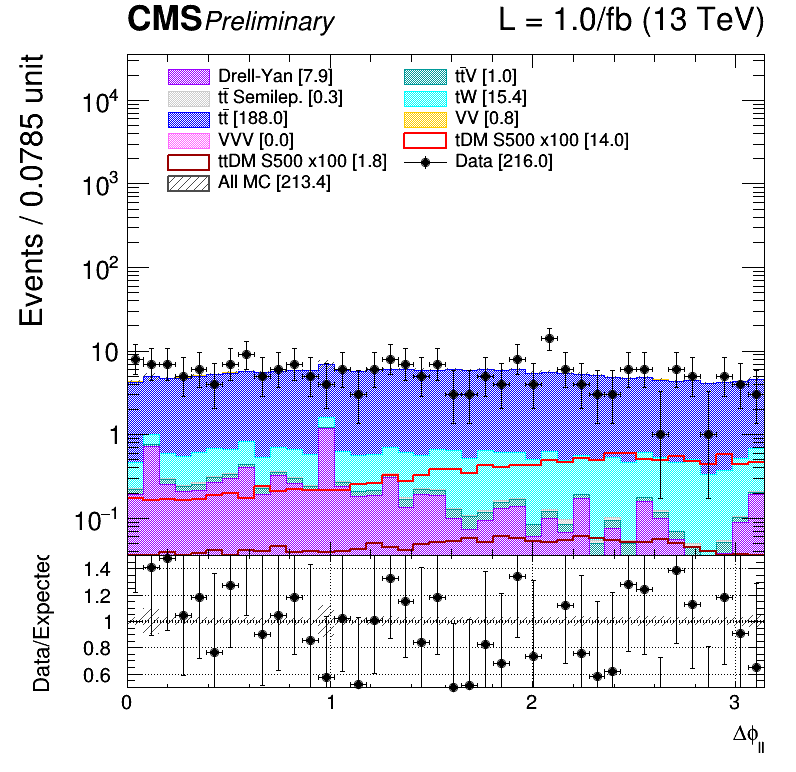 CMS Preliminary L = 1.0/fb (13 TeV)
Events / 0.0785 unit
Drell-Yan [7.9] tt̄V [1.0]
tt̄ Semilep. [0.3] tW [15.4]
tt̄ [188.0] VV [0.8]
VVV [0.0] tDM S500 x100 [14.0]
ttDM S500 x100 [1.8] Data [216.0]
All MC [213.4]
10⁴
10³
10²
10
1
10⁻¹
Data/Expected
1.4
1.2
1
0.8
0.6
0 1 2 3
Δϕ_ll